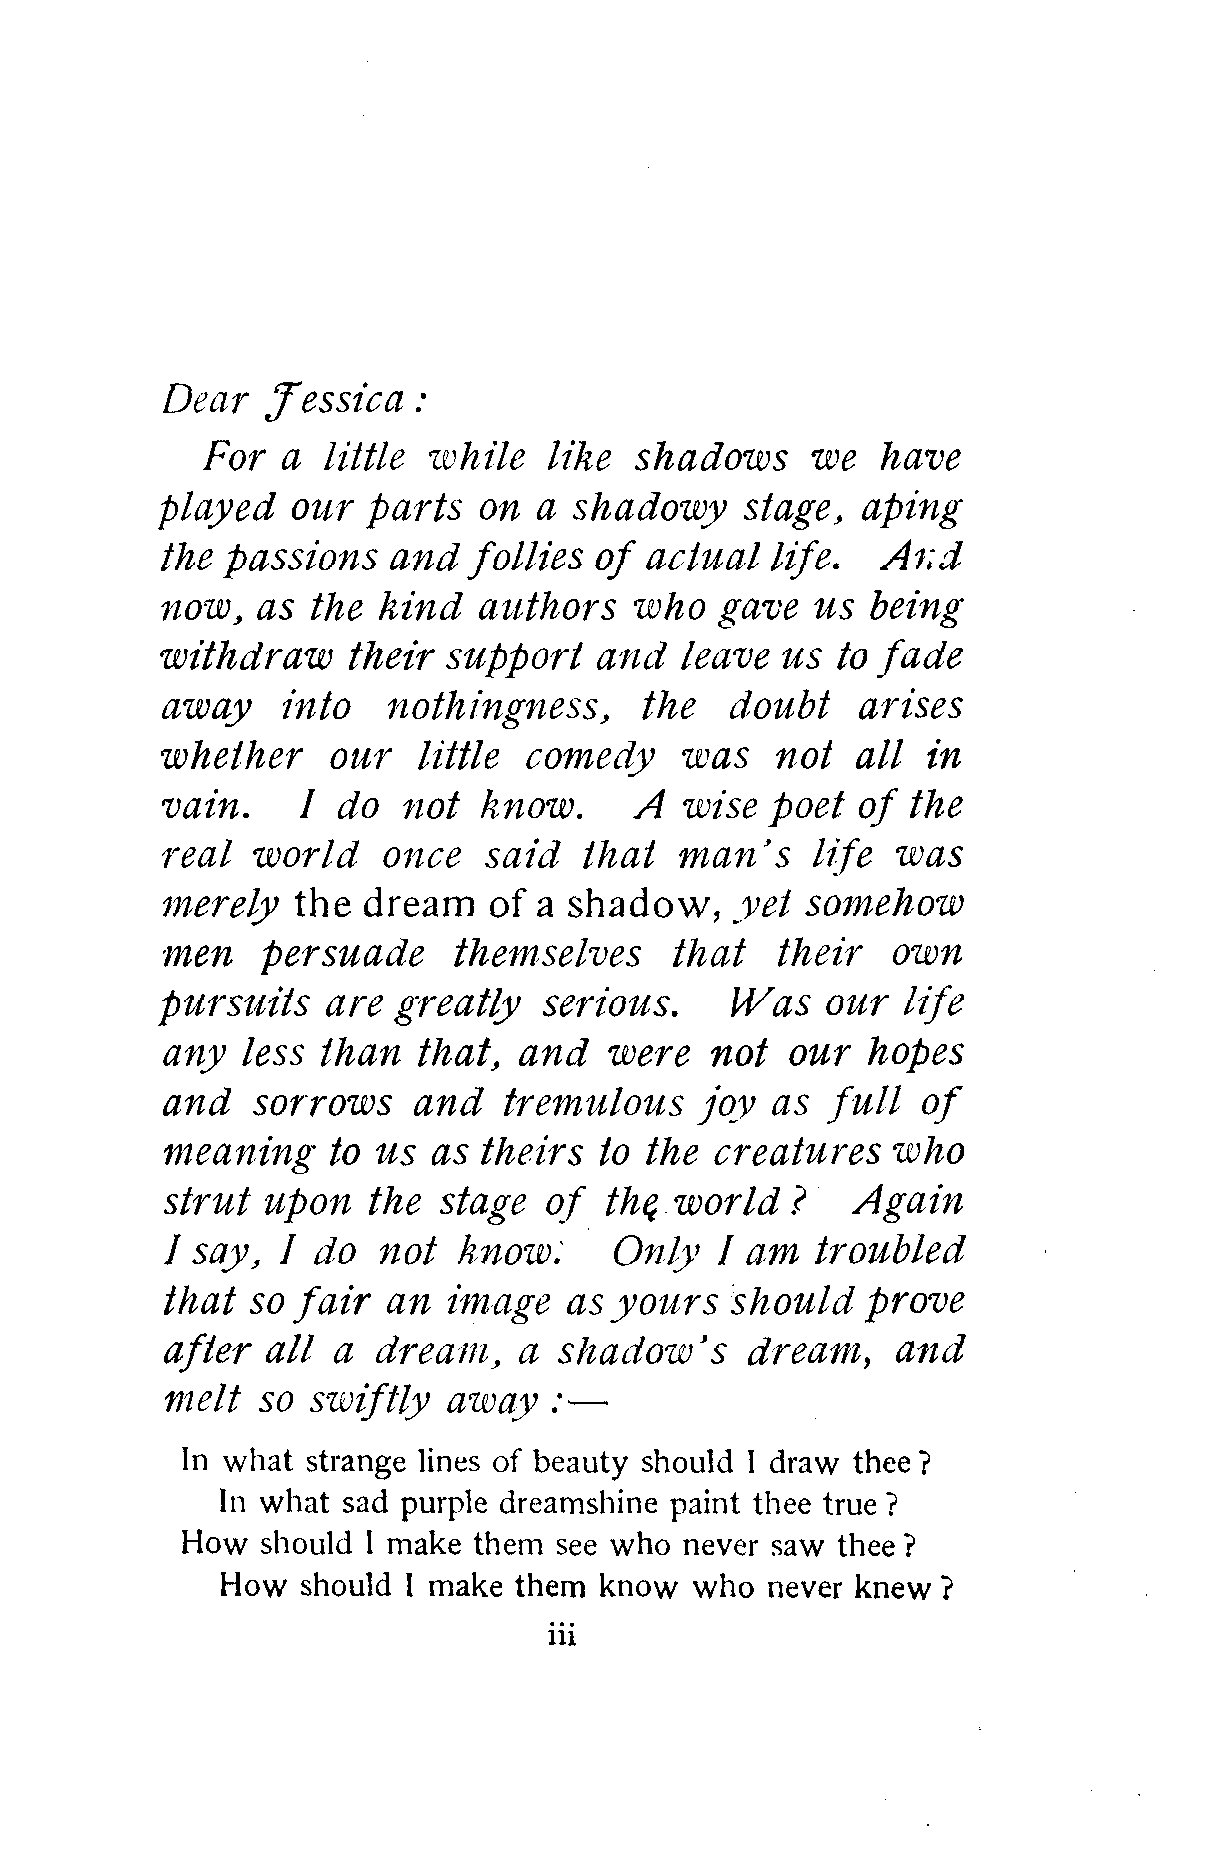 Dear Jessica :
For a little while like shadows we have
played our parts on a shadowy stage, aping
the passions and follies of actual life. And
now, as the kind authors who gave us being
withdraw their support and leave us to fade
away into nothingness, the doubt arises
whether our little comedy was not all in
vain. I do not know. A wise poet of the
real world once said that man's life was
merely the dream of a shadow, yet somehow
men persuade themselves that their own
pursuits are greatly serious. Was our life
any less than that, and were not our hopes
and sorrows and tremulous joy as full of
meaning to us as theirs to the creatures who
strut upon the stage of the world ? Again
I say, I do not know. Only I am troubled
that so fair an image as yours should prove
after all a dream, a shadow's dream, and
melt so swiftly away :—
In what strange lines of beauty should I draw thee ?
In what sad purple dreamshine paint thee true ?
How should I make them see who never saw thee ?
How should I make them know who never knew ?
iii